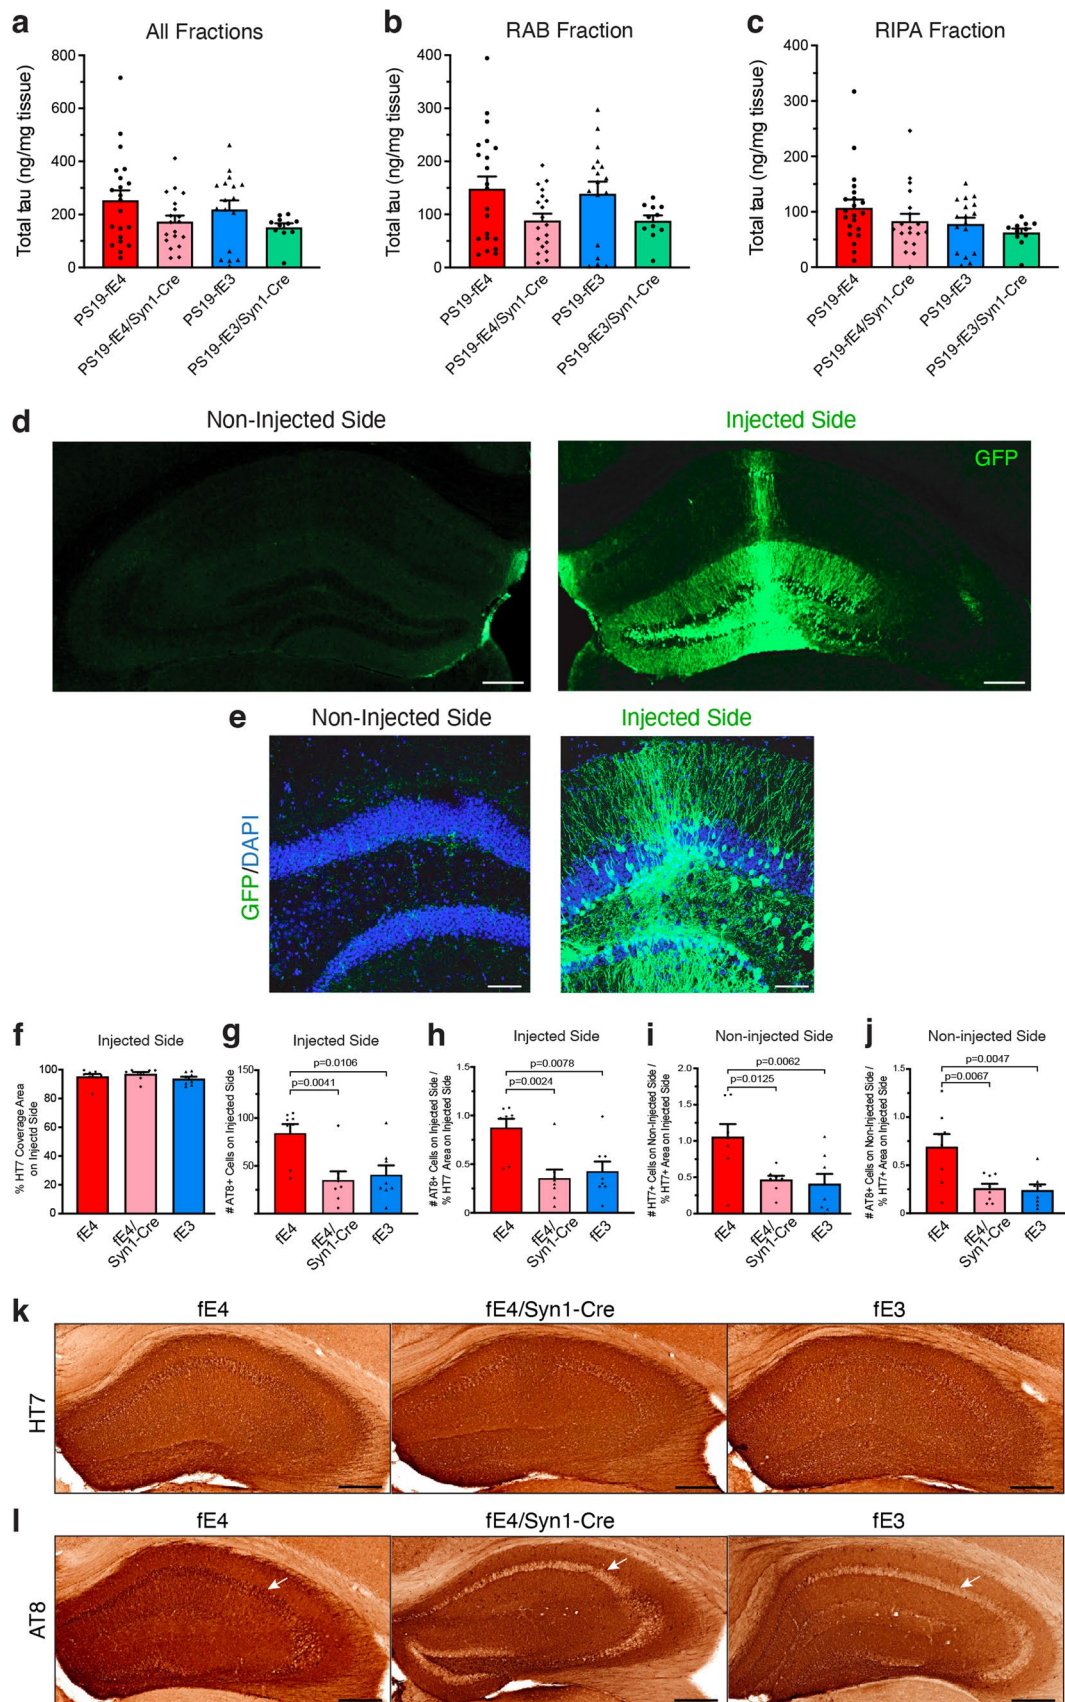 a
All Fractions
Total tau (ng/mg tissue)
800
600
400
200
0
PS19-fE4
PS19-fE4/Syn1-Cre
PS19-fE3
PS19-fE3/Syn1-Cre
b
RAB Fraction
Total tau (ng/mg tissue)
400
300
200
100
0
PS19-fE4
PS19-fE4/Syn1-Cre
PS19-fE3
PS19-fE3/Syn1-Cre
c
RIPA Fraction
Total tau (ng/mg tissue)
400
300
200
100
0
PS19-fE4
PS19-fE4/Syn1-Cre
PS19-fE3
PS19-fE3/Syn1-Cre
d
Non-Injected Side
Injected Side
GFP
e
Non-Injected Side
Injected Side
GFP/DAPI
f
Injected Side
% HT7 Coverage Area
on Injectd Side
100
80
60
40
20
0
fE4
fE4/
Syn1-Cre
fE3
g
Injected Side
p=0.0106
p=0.0041
# AT8+ Cells on Injected Side
150
100
50
0
fE4
fE4/
Syn1-Cre
fE3
h
Injected Side
p=0.0078
p=0.0024
# AT8+ Cells on Injected Side /
% HT7 Area on Injected Side
1.5
1.0
0.5
0
fE4
fE4/
Syn1-Cre
fE3
i
Non-injected Side
p=0.0062
p=0.0125
# HT7+ Cells on Non-Injected Side /
% HT7+ Area on Injected Side
2.0
1.5
1.0
0.5
0
fE4
fE4/
Syn1-Cre
fE3
j
Non-injected Side
p=0.0047
p=0.0067
# AT8+ Cells on Non-Injected Side /
% HT7+ Area on Injected Side
1.5
1.0
0.5
0
fE4
fE4/
Syn1-Cre
fE3
k
fE4
fE4/Syn1-Cre
fE3
HT7
l
fE4
fE4/Syn1-Cre
fE3
AT8